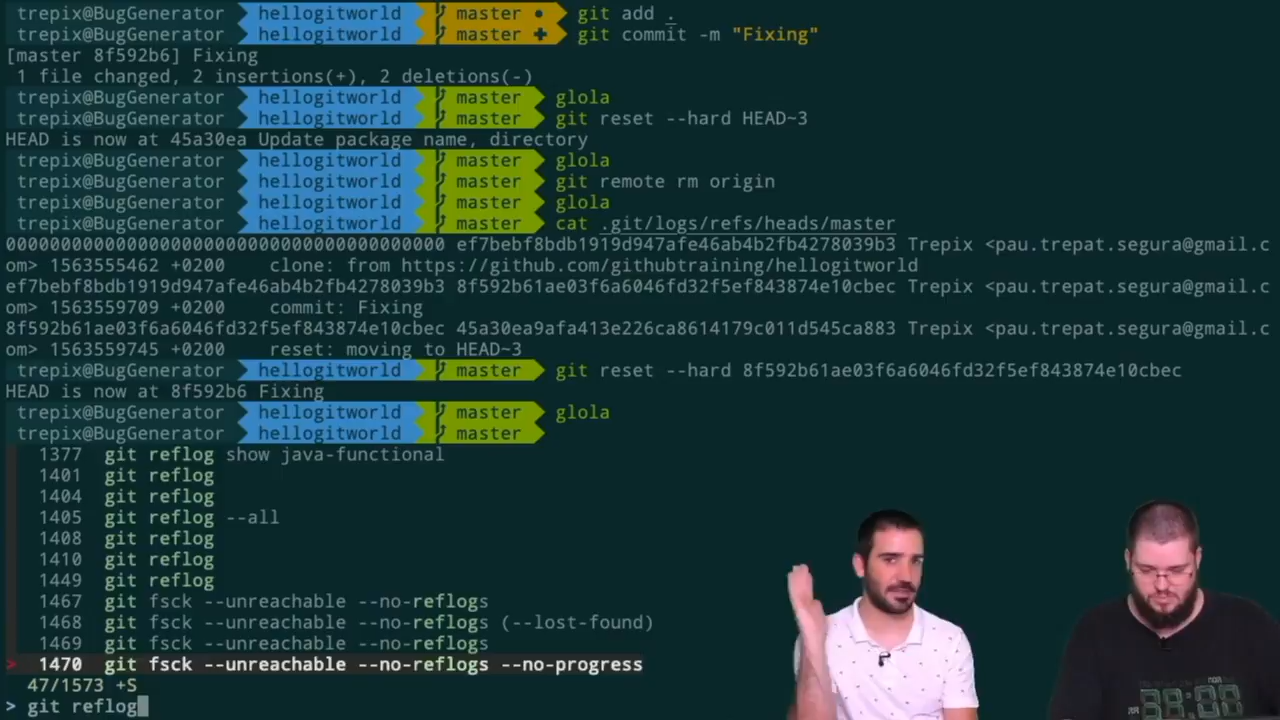 trepix@BugGenerator hellogitworld master • git add .
trepix@BugGenerator hellogitworld master ✚ git commit -m "Fixing"
[master 8f592b6] Fixing
1 file changed, 2 insertions(+), 2 deletions(-)
trepix@BugGenerator hellogitworld master glola
trepix@BugGenerator hellogitworld master git reset --hard HEAD~3
HEAD is now at 45a30ea Update package name, directory
trepix@BugGenerator hellogitworld master glola
trepix@BugGenerator hellogitworld master git remote rm origin
trepix@BugGenerator hellogitworld master glola
trepix@BugGenerator hellogitworld master cat .git/logs/refs/heads/master
0000000000000000000000000000000000000000 ef7bebf8bdb1919d947afe46ab4b2fb4278039b3 Trepix <pau.trepat.segura@gmail.c
om> 1563555462 +0200 clone: from https://github.com/githubtraining/hellogitworld
ef7bebf8bdb1919d947afe46ab4b2fb4278039b3 8f592b61ae03f6a6046fd32f5ef843874e10cbec Trepix <pau.trepat.segura@gmail.c
om> 1563559709 +0200 commit: Fixing
8f592b61ae03f6a6046fd32f5ef843874e10cbec 45a30ea9afa413e226ca8614179c011d545ca883 Trepix <pau.trepat.segura@gmail.c
om> 1563559745 +0200 reset: moving to HEAD~3
trepix@BugGenerator hellogitworld master git reset --hard 8f592b61ae03f6a6046fd32f5ef843874e10cbec
HEAD is now at 8f592b6 Fixing
trepix@BugGenerator hellogitworld master glola
trepix@BugGenerator hellogitworld master
1377 git reflog show java-functional
1401 git reflog
1404 git reflog
1405 git reflog --all
1408 git reflog
1410 git reflog
1449 git reflog
1467 git fsck --unreachable --no-reflogs
1468 git fsck --unreachable --no-reflogs (--lost-found)
1469 git fsck --unreachable --no-reflogs
> 1470 git fsck --unreachable --no-reflogs --no-progress
47/1573 +S
> git reflog